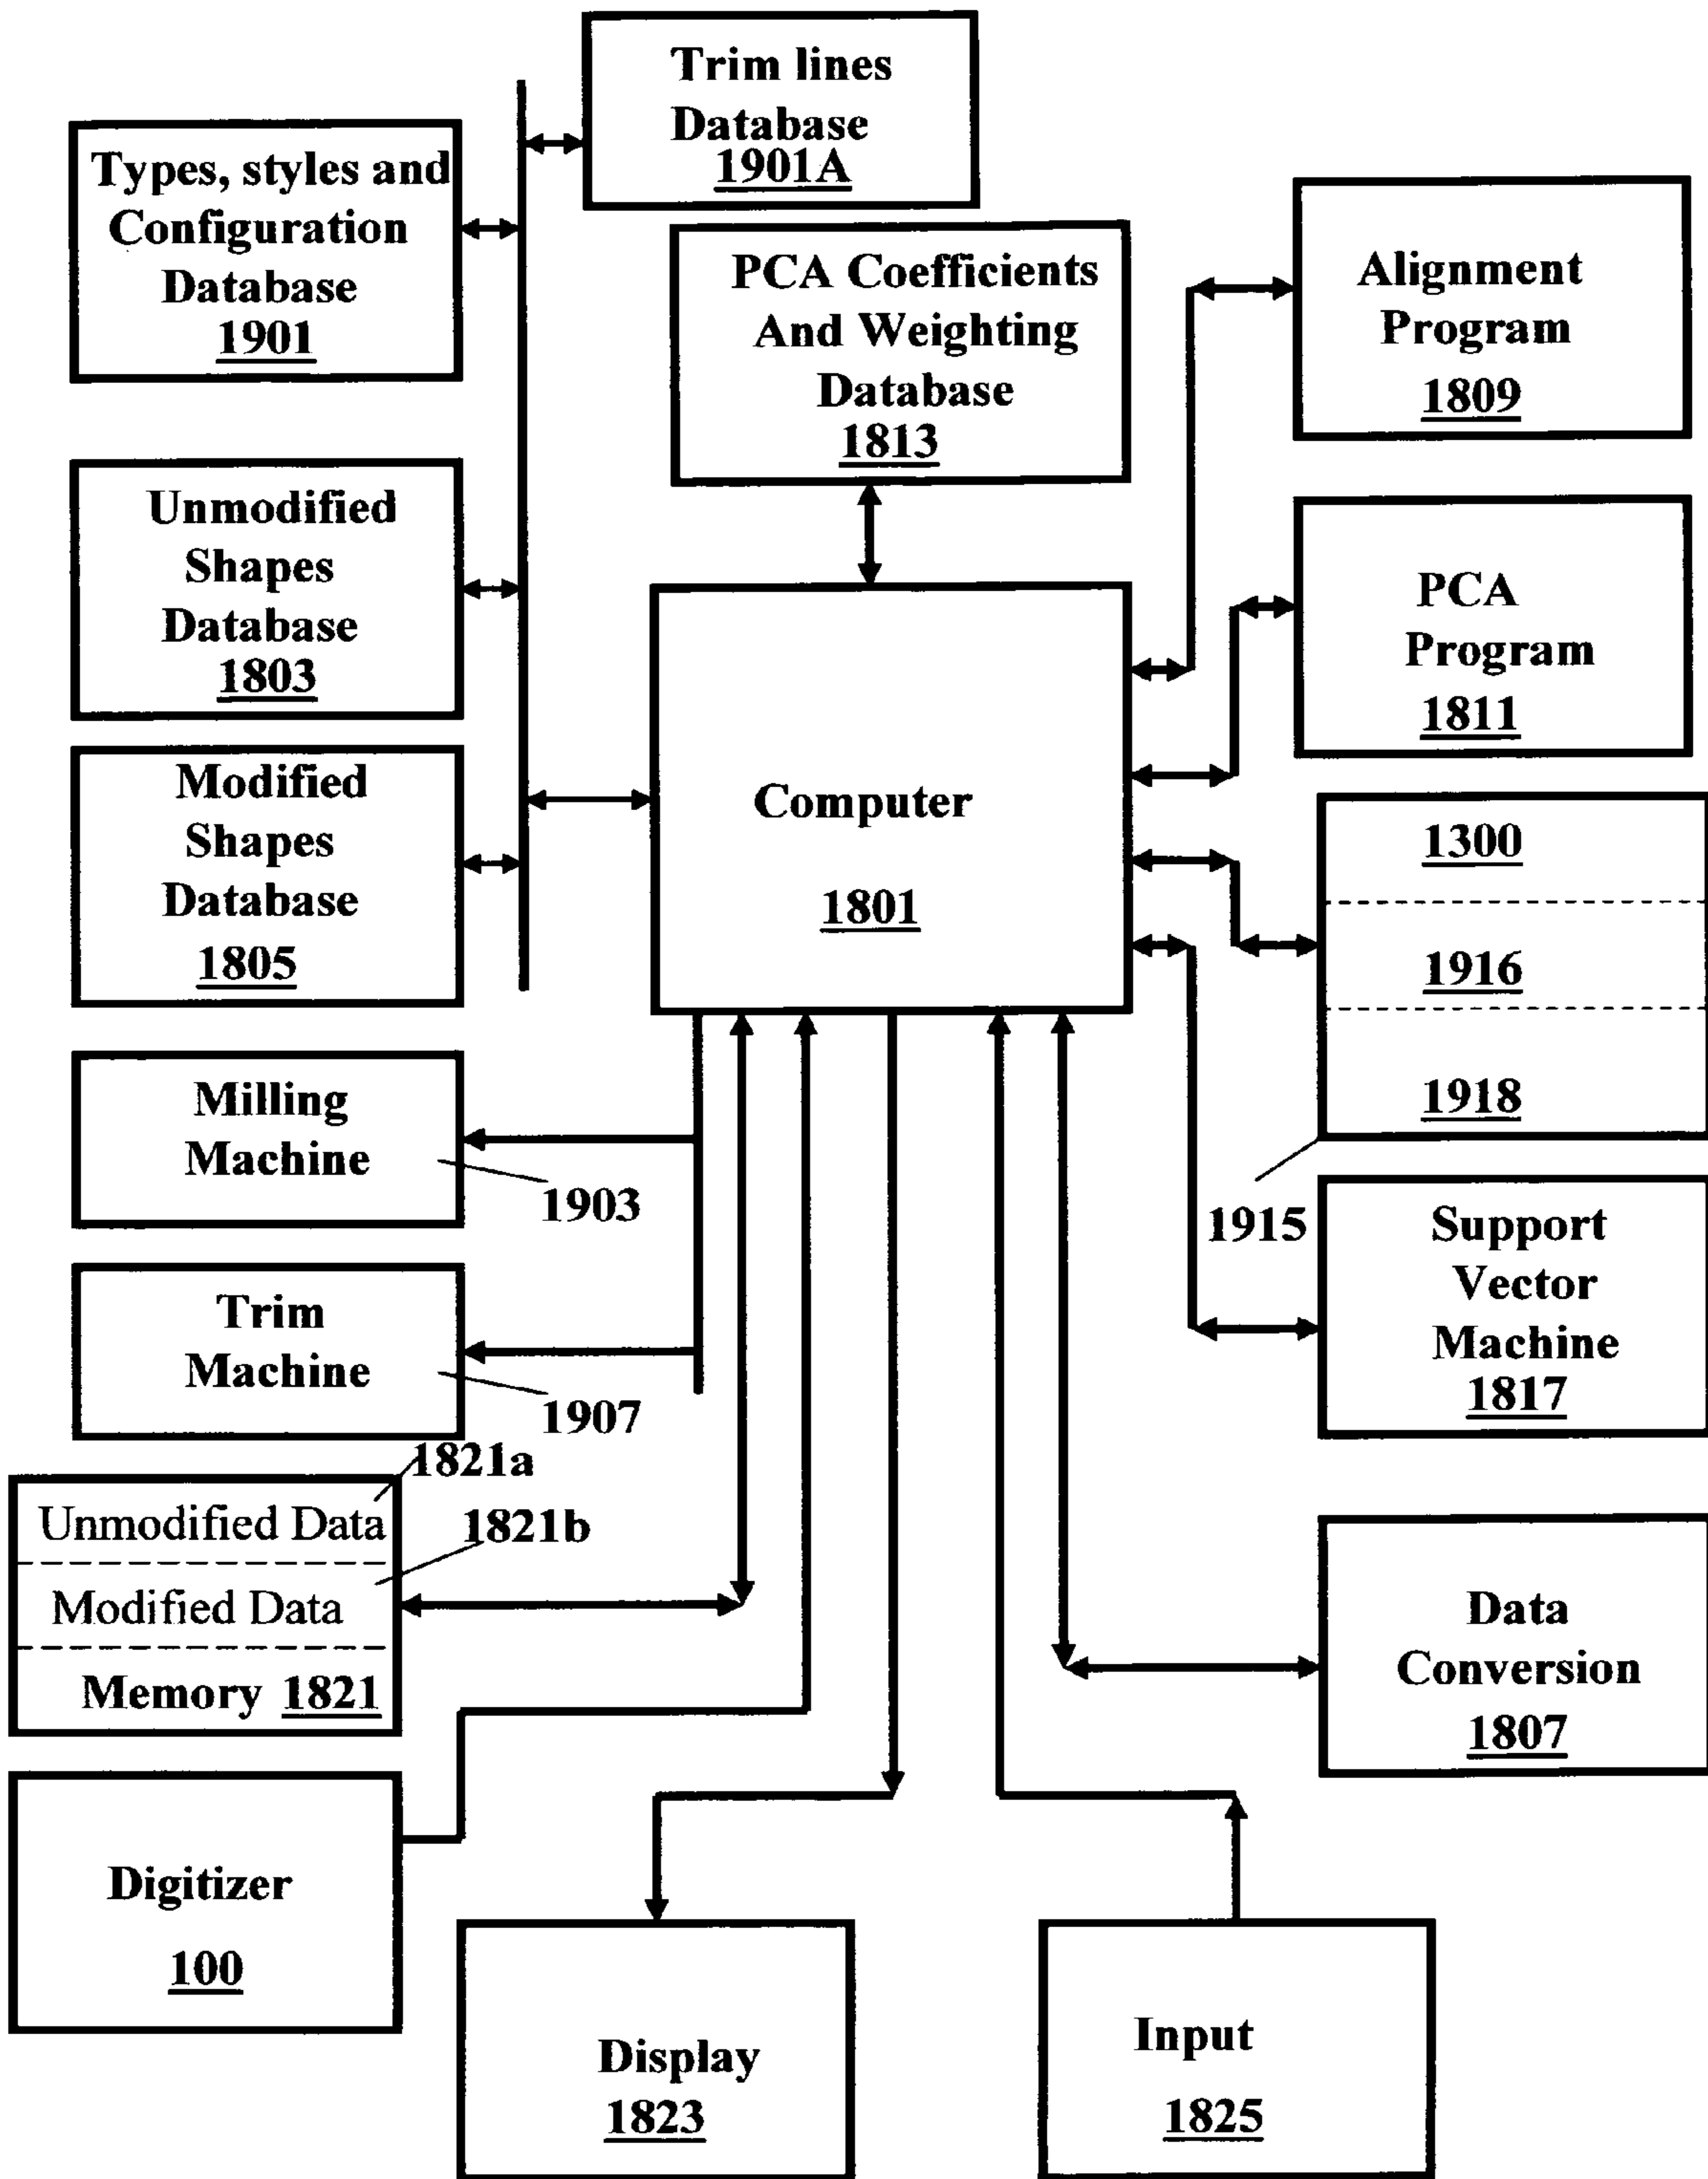 Trim lines
Database
1901A
Types, styles and
Configuration
Database
1901
PCA Coefficients
And Weighting
Database
1813
Alignment
Program
1809
Unmodified
Shapes
Database
1803
PCA
Program
1811
Modified
Shapes
Database
1805
Computer
1801
1300
1916
1918
1915
Milling
Machine
1903
Support
Vector
Machine
1817
Trim
Machine
1907
1821a
Unmodified Data
1821b
Modified Data
Memory 1821
Data
Conversion
1807
Digitizer
100
Display
1823
Input
1825